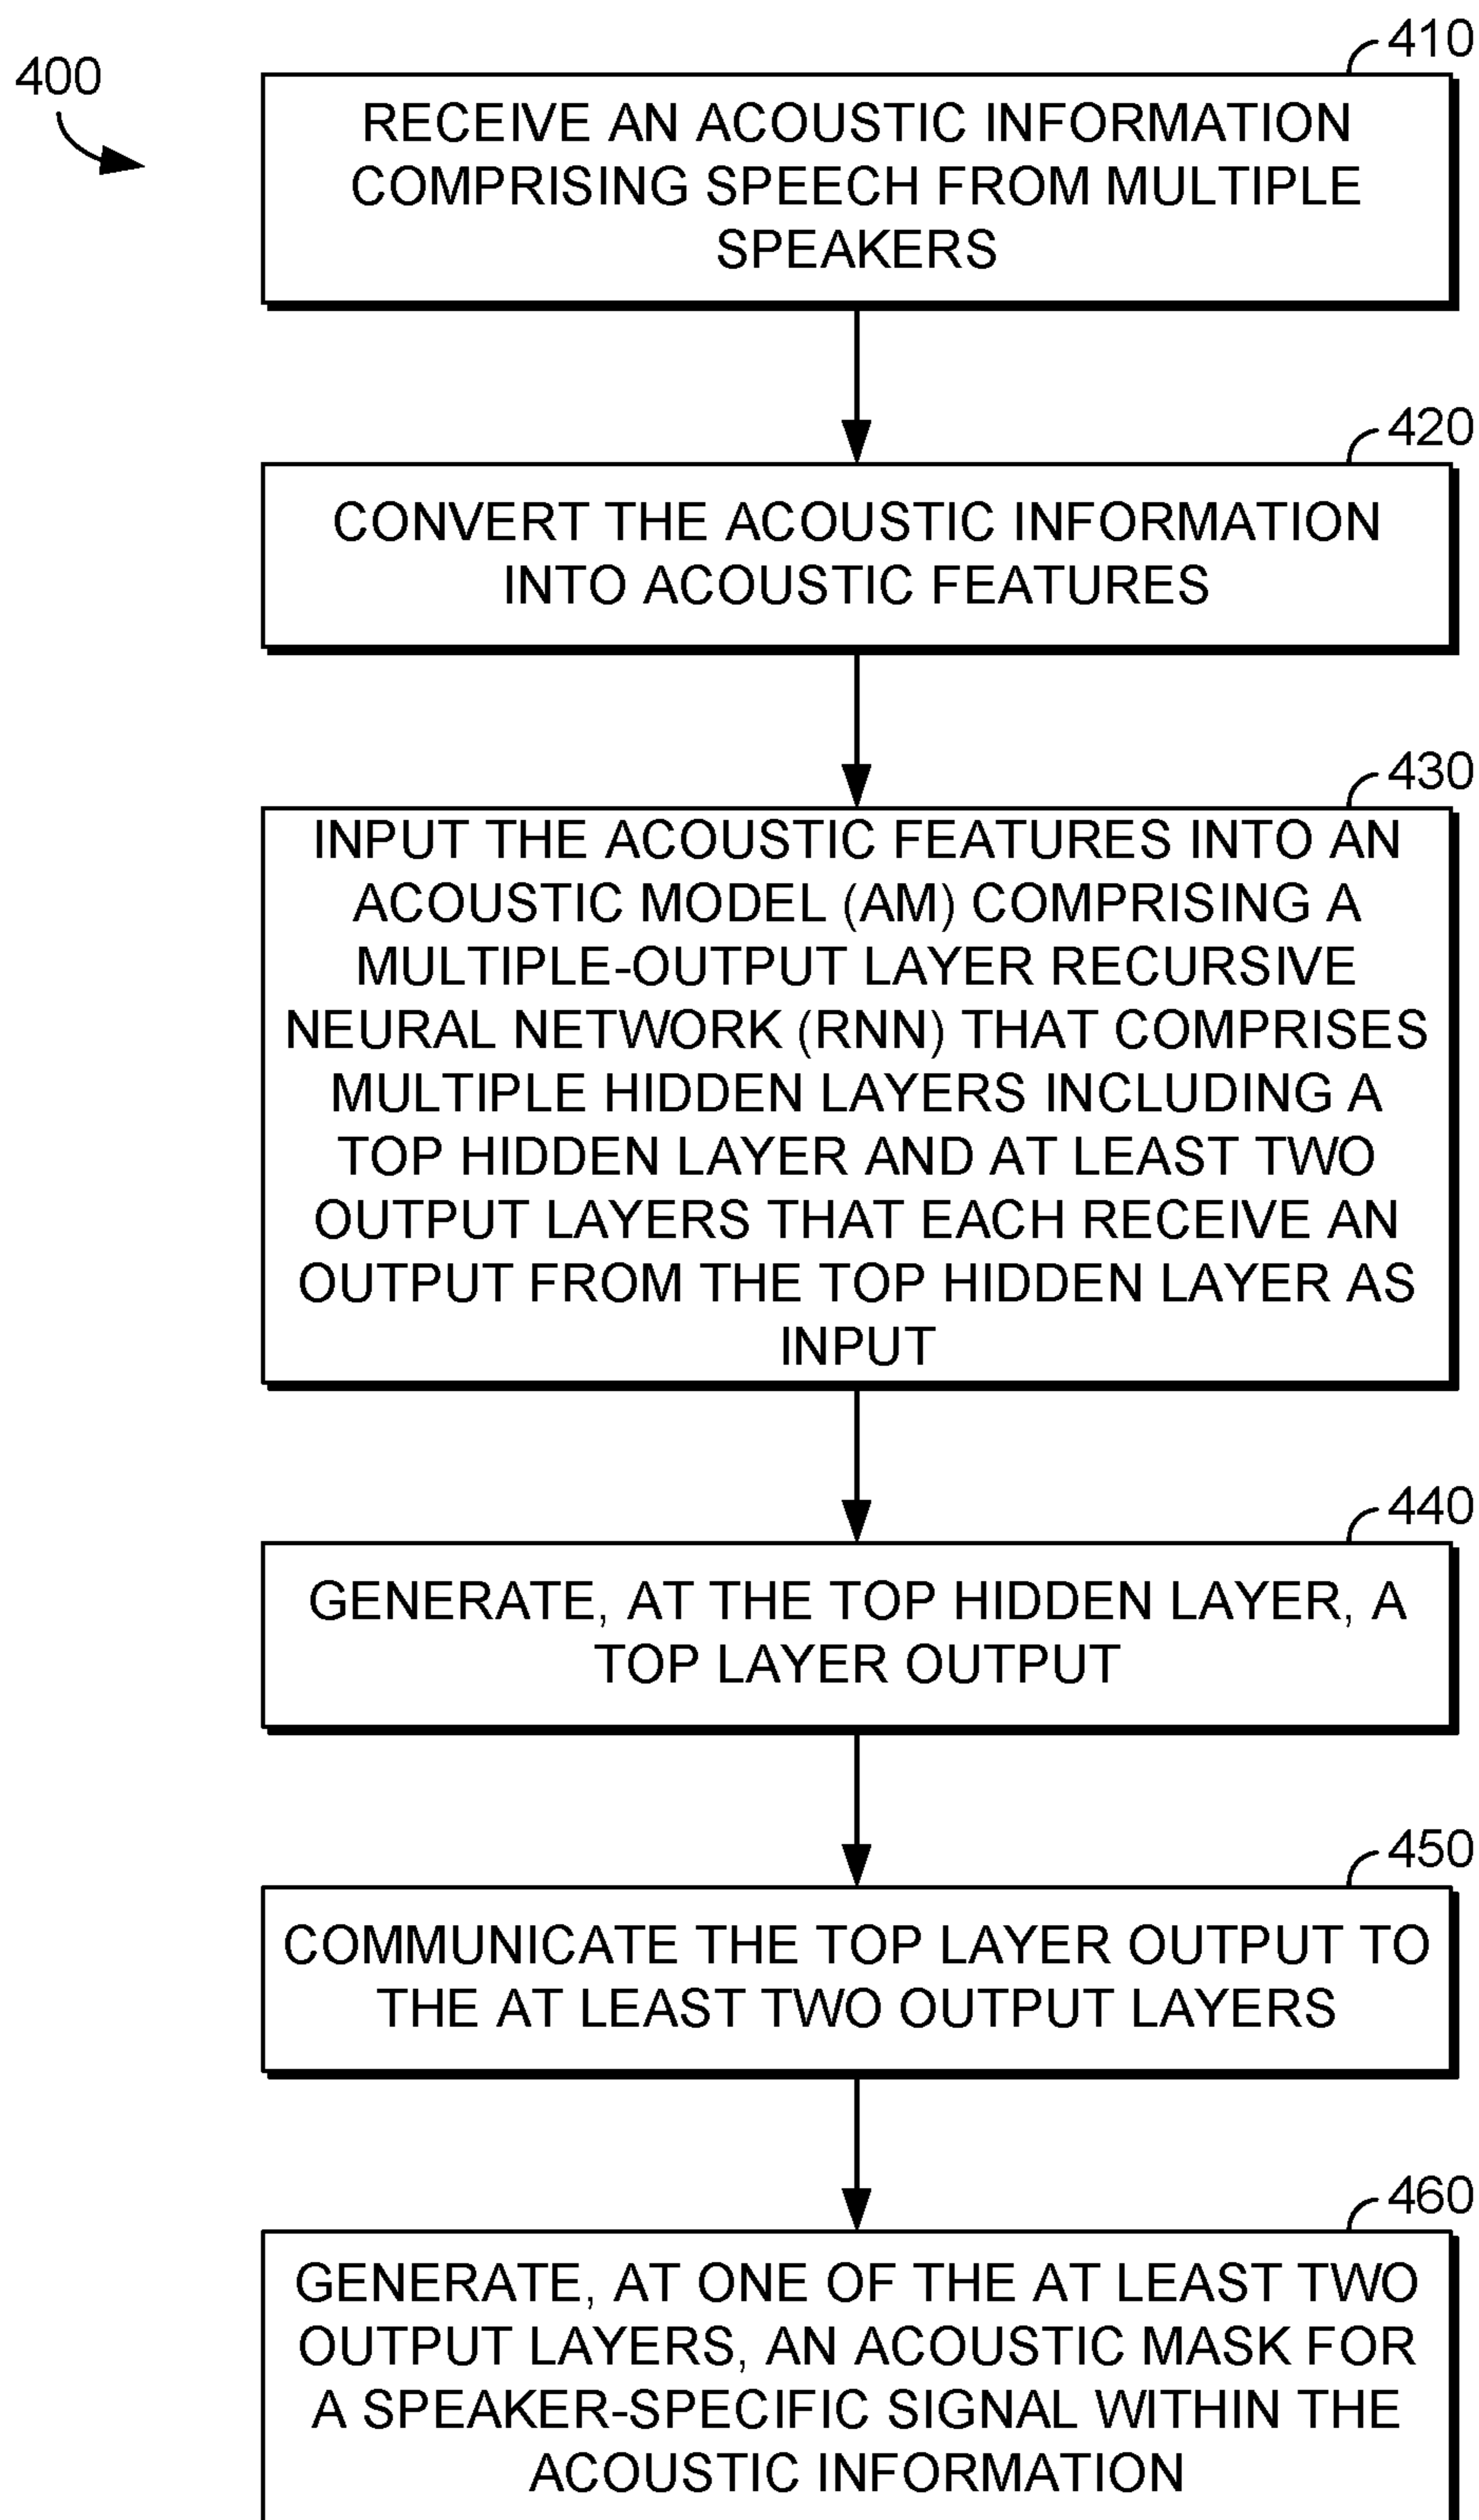 400
410
RECEIVE AN ACOUSTIC INFORMATION
COMPRISING SPEECH FROM MULTIPLE
SPEAKERS
420
CONVERT THE ACOUSTIC INFORMATION
INTO ACOUSTIC FEATURES
430
INPUT THE ACOUSTIC FEATURES INTO AN
ACOUSTIC MODEL (AM) COMPRISING A
MULTIPLE-OUTPUT LAYER RECURSIVE
NEURAL NETWORK (RNN) THAT COMPRISES
MULTIPLE HIDDEN LAYERS INCLUDING A
TOP HIDDEN LAYER AND AT LEAST TWO
OUTPUT LAYERS THAT EACH RECEIVE AN
OUTPUT FROM THE TOP HIDDEN LAYER AS
INPUT
440
GENERATE, AT THE TOP HIDDEN LAYER, A
TOP LAYER OUTPUT
450
COMMUNICATE THE TOP LAYER OUTPUT TO
THE AT LEAST TWO OUTPUT LAYERS
460
GENERATE, AT ONE OF THE AT LEAST TWO
OUTPUT LAYERS, AN ACOUSTIC MASK FOR
A SPEAKER-SPECIFIC SIGNAL WITHIN THE
ACOUSTIC INFORMATION